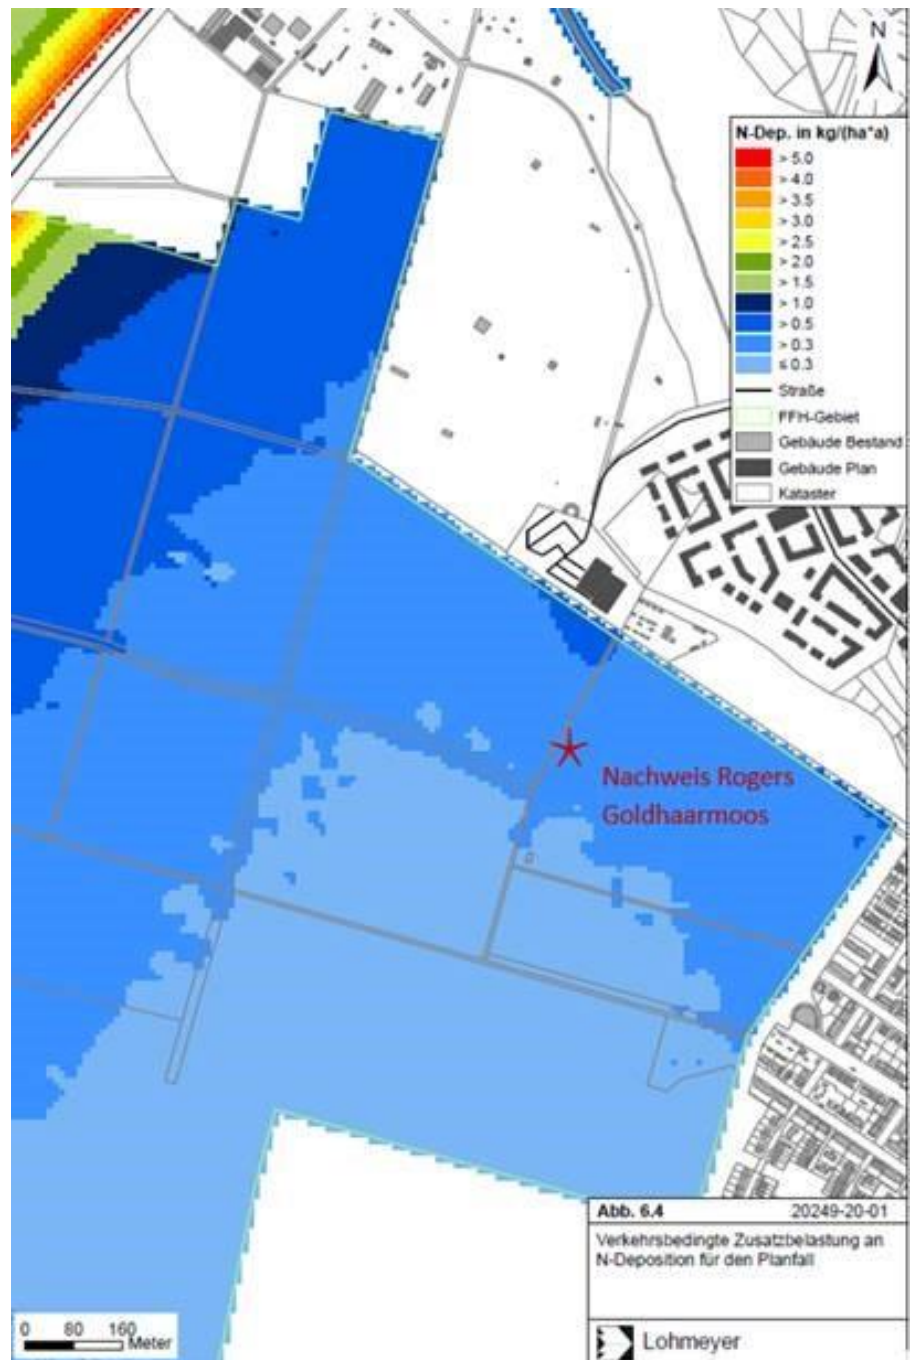 N
N-Dep. in kg/(ha*a)
> 5.0
> 4.0
> 3.5
> 3.0
> 2.5
> 2.0
> 1.5
> 1.0
> 0.5
> 0.3
≤ 0.3
Straße
FFH-Gebiet
Gebäude Bestand
Gebäude Plan
Kataster
Nachweis Rogers
Goldhaarmoos
Abb. 6.4 20249-20-01
Verkehrsbedingte Zusatzbelastung an
N-Deposition für den Planfall
0 80 160
Meter
Lohmeyer